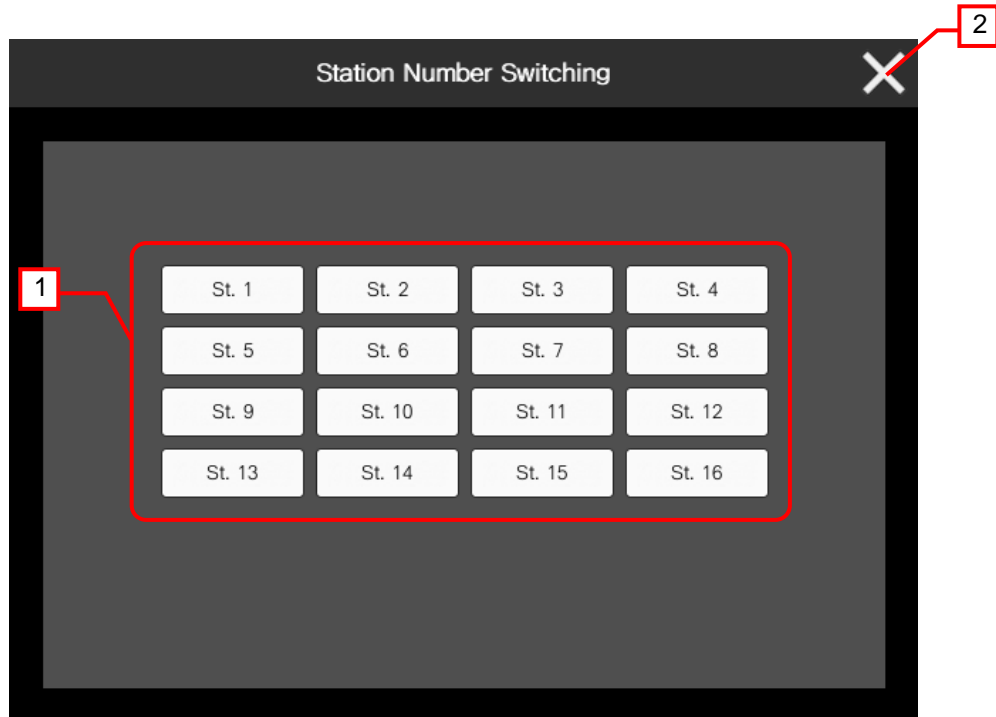 2
Station Number Switching
1
St. 1 St. 2 St. 3 St. 4
St. 5 St. 6 St. 7 St. 8
St. 9 St. 10 St. 11 St. 12
St. 13 St. 14 St. 15 St. 16